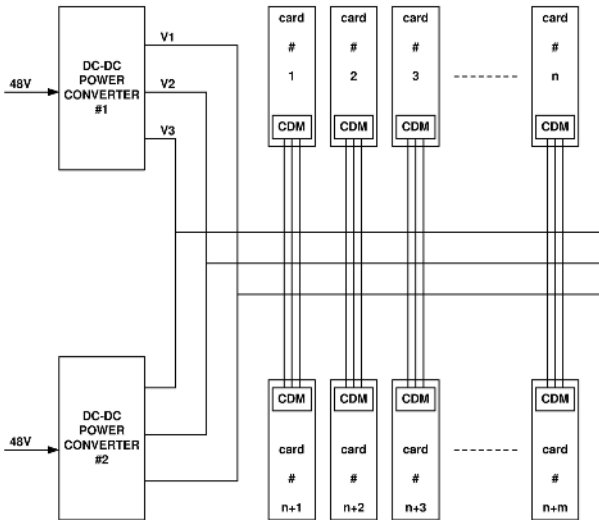 48V
DC-DC
POWER
CONVERTER
#1
V1
V2
V3
card
#
1
CDM
card
#
2
CDM
card
#
3
CDM
card
#
n
CDM
48V
DC-DC
POWER
CONVERTER
#2
CDM
card
#
n+1
CDM
card
#
n+2
CDM
card
#
n+3
CDM
card
#
n+m